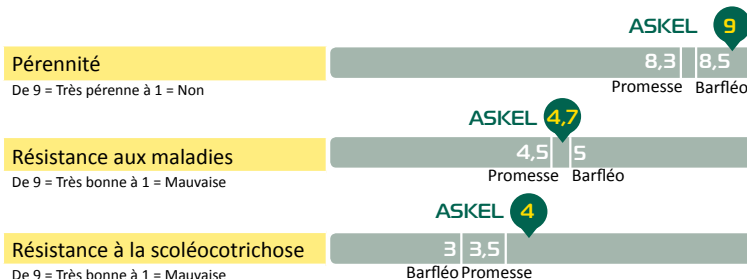 ASKEL 9
Pérennité 8,3 8,5
De 9 = Très pérenne à 1 = Non Promesse Barfléo
ASKEL 4,7
Résistance aux maladies 4,5 5
De 9 = Très bonne à 1 = Mauvaise Promesse Barfléo
ASKEL 4
Résistance à la scoléocotrichose 3 3,5
De 9 = Très bonne à 1 = Mauvaise Barfléo Promesse